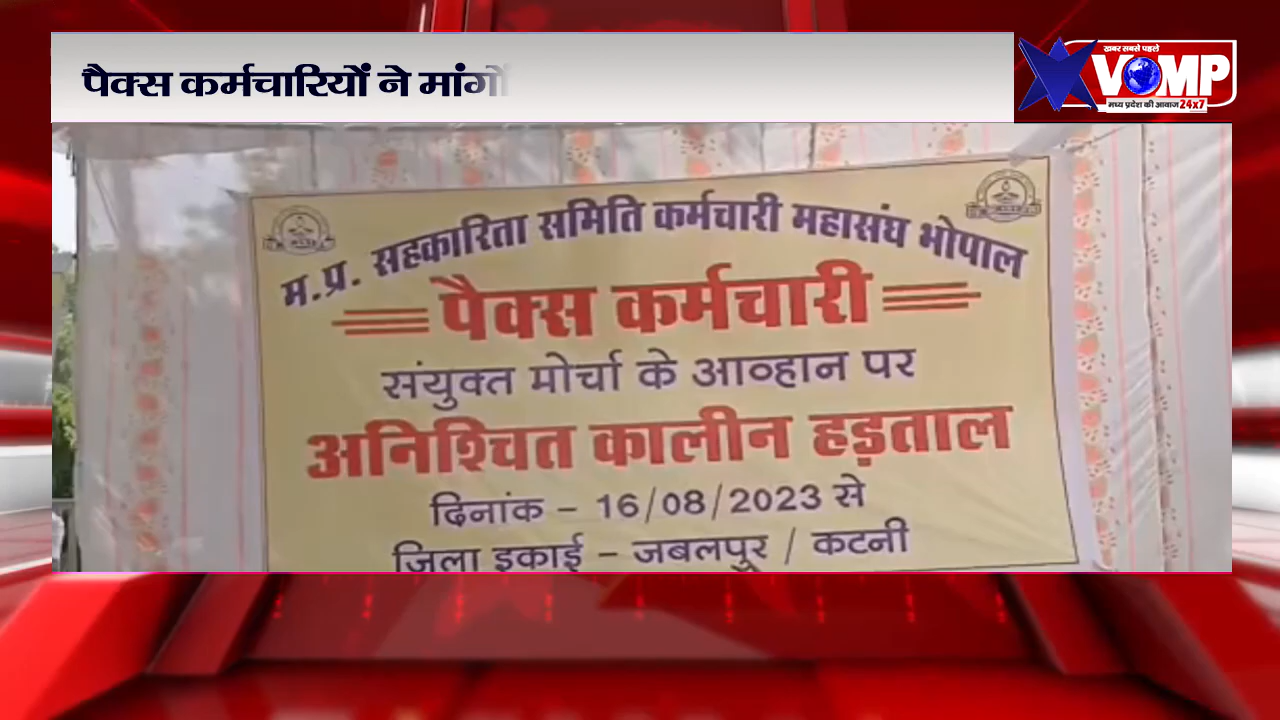 पैक्स कर्मचारियों ने मांगों
खबर सबसे पहले
VOMP
मध्य प्रदेश की आवाज 24x7
म.प्र. सहकारिता समिति कर्मचारी महासंघ भोपाल
पैक्स कर्मचारी
संयुक्त मोर्चा के आव्हान पर
अनिश्चित कालीन हड़ताल
दिनांक - 16/08/2023 से
जिला इकाई - जबलपुर / कटनी